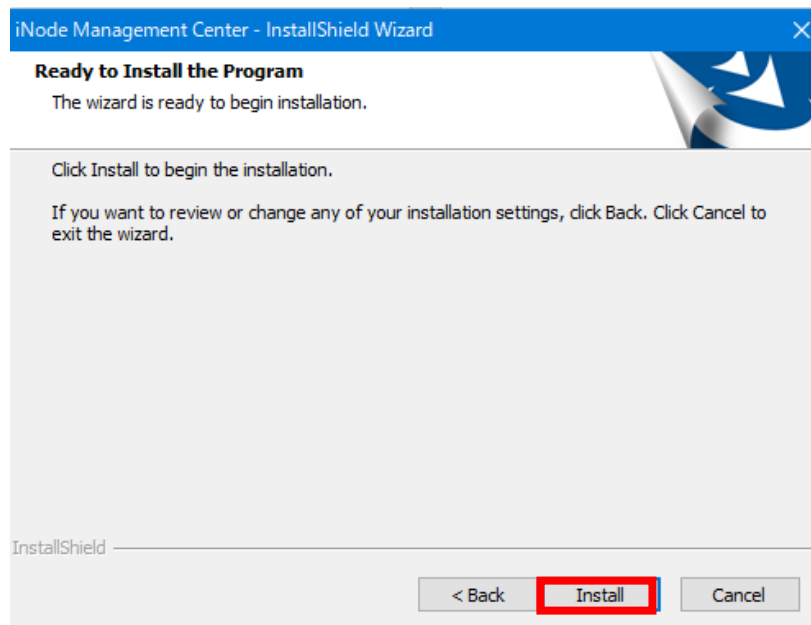 iNode Management Center - InstallShield Wizard
Ready to Install the Program
The wizard is ready to begin installation.
Click Install to begin the installation.
If you want to review or change any of your installation settings, click Back. Click Cancel to
exit the wizard.
InstallShield
< Back Install Cancel